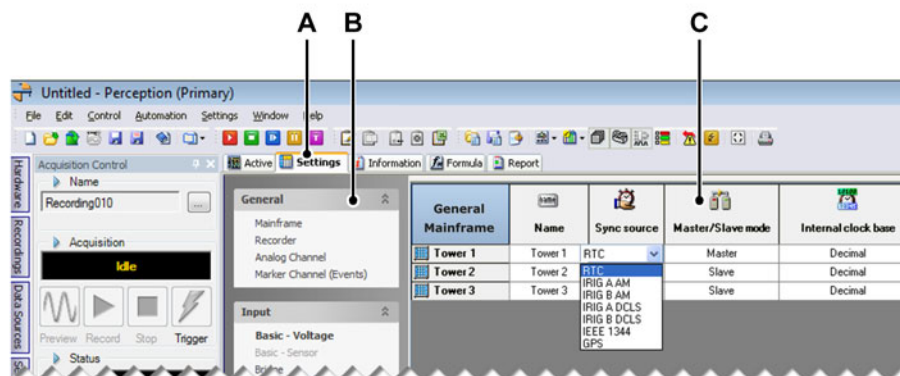 A B C
Untitled - Perception (Primary)
File Edit Control Automation Settings Window Help
Active Settings Information Formula Report
Hardware
Recordings
Data Sources
Acquisition Control
Name
Recording010 ...
Acquisition
Idle
Preview Record Stop Trigger
Status
General
Mainframe
Recorder
Analog Channel
Marker Channel (Events)
Input
Basic - Voltage
Basic - Sensor
Bridge
General Mainframe Name Sync source Master/Slave mode Internal clock base
Tower 1 Tower 1 RTC Master Decimal
Tower 2 Tower 2 Slave Decimal
Tower 3 Tower 3 Slave Decimal
RTC
IRIG A AM
IRIG B AM
IRIG A DCLS
IRIG B DCLS
IEEE 1344
GPS